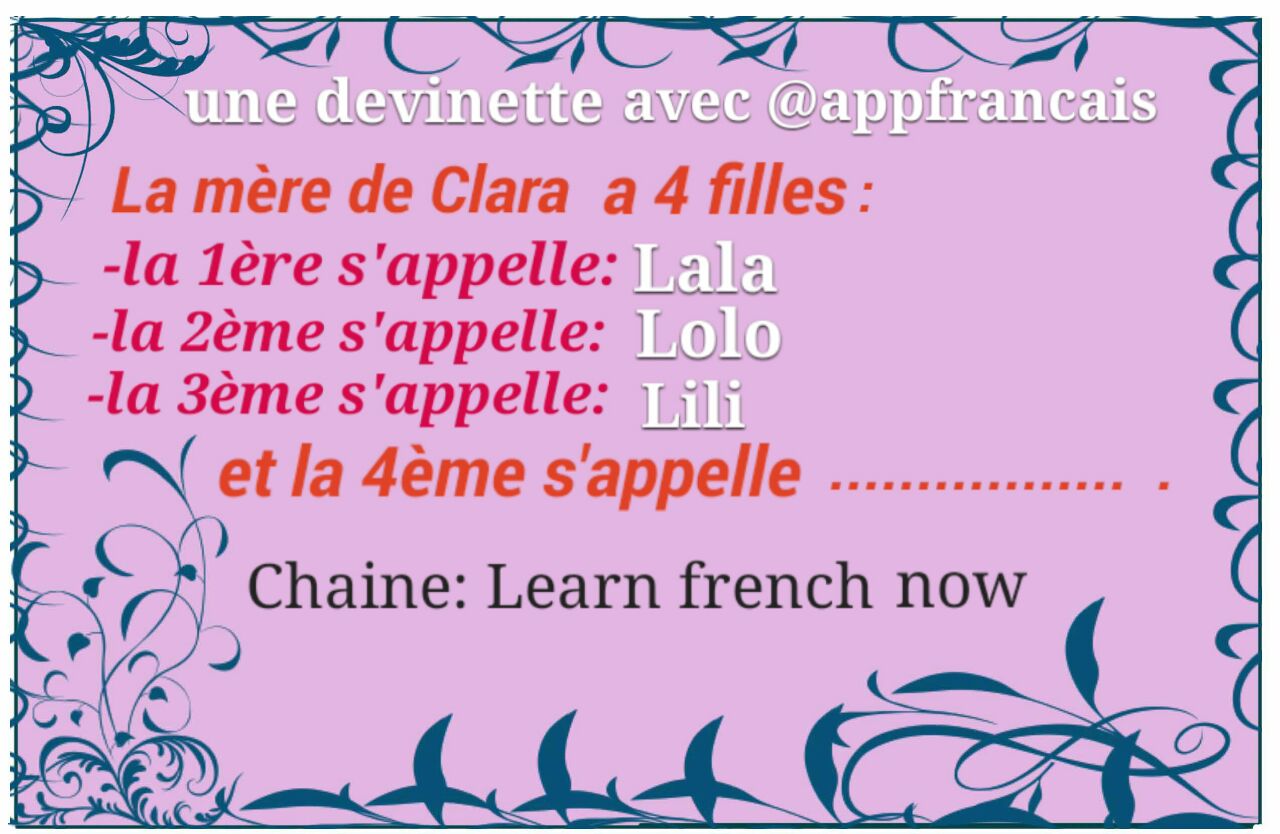 une devinette avec @appfrancais
La mère de Clara a 4 filles :
-la 1ère s'appelle: Lala
-la 2ème s'appelle: Lolo
-la 3ème s'appelle: Lili
et la 4ème s'appelle ................. .
Chaine: Learn french now